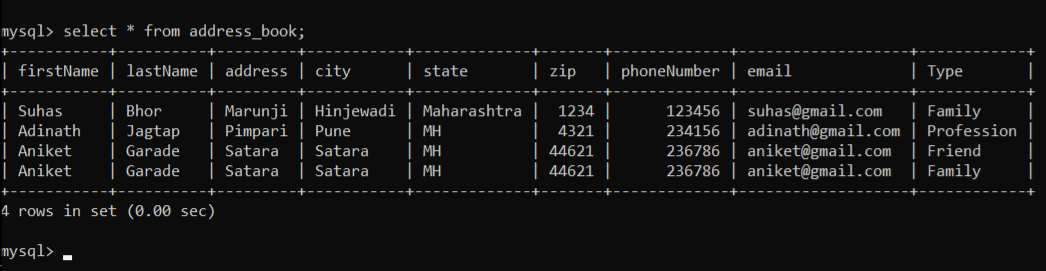 mysql> select * from address_book;
+-----------+----------+---------+-----------+-------------+-------+-------------+-------------------+------------+
| firstName | lastName | address | city      | state       | zip   | phoneNumber | email             | Type       |
+-----------+----------+---------+-----------+-------------+-------+-------------+-------------------+------------+
| Suhas     | Bhor     | Marunji | Hinjewadi | Maharashtra |  1234 |      123456 | suhas@gmail.com   | Family     |
| Adinath   | Jagtap   | Pimpari | Pune      | MH          |  4321 |      234156 | adinath@gmail.com | Profession |
| Aniket    | Garade   | Satara  | Satara    | MH          | 44621 |      236786 | aniket@gmail.com  | Friend     |
| Aniket    | Garade   | Satara  | Satara    | MH          | 44621 |      236786 | aniket@gmail.com  | Family     |
+-----------+----------+---------+-----------+-------------+-------+-------------+-------------------+------------+
4 rows in set (0.00 sec)
mysql>